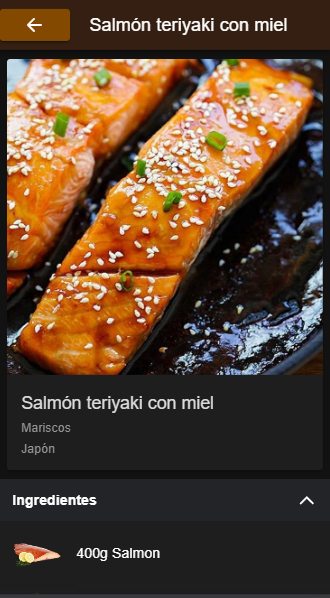 Salmón teriyaki con miel
Salmón teriyaki con miel
Mariscos
Japón
Ingredientes
400g Salmon